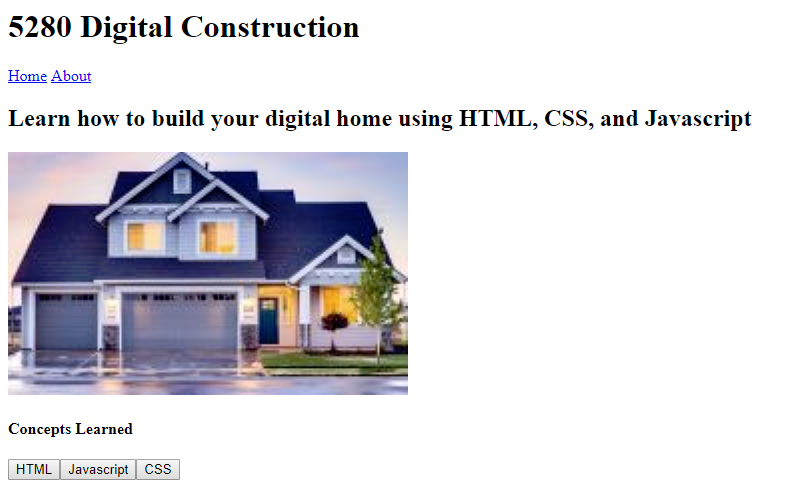 5280 Digital Construction
Home About
Learn how to build your digital home using HTML, CSS, and Javascript
Concepts Learned
HTML Javascript CSS